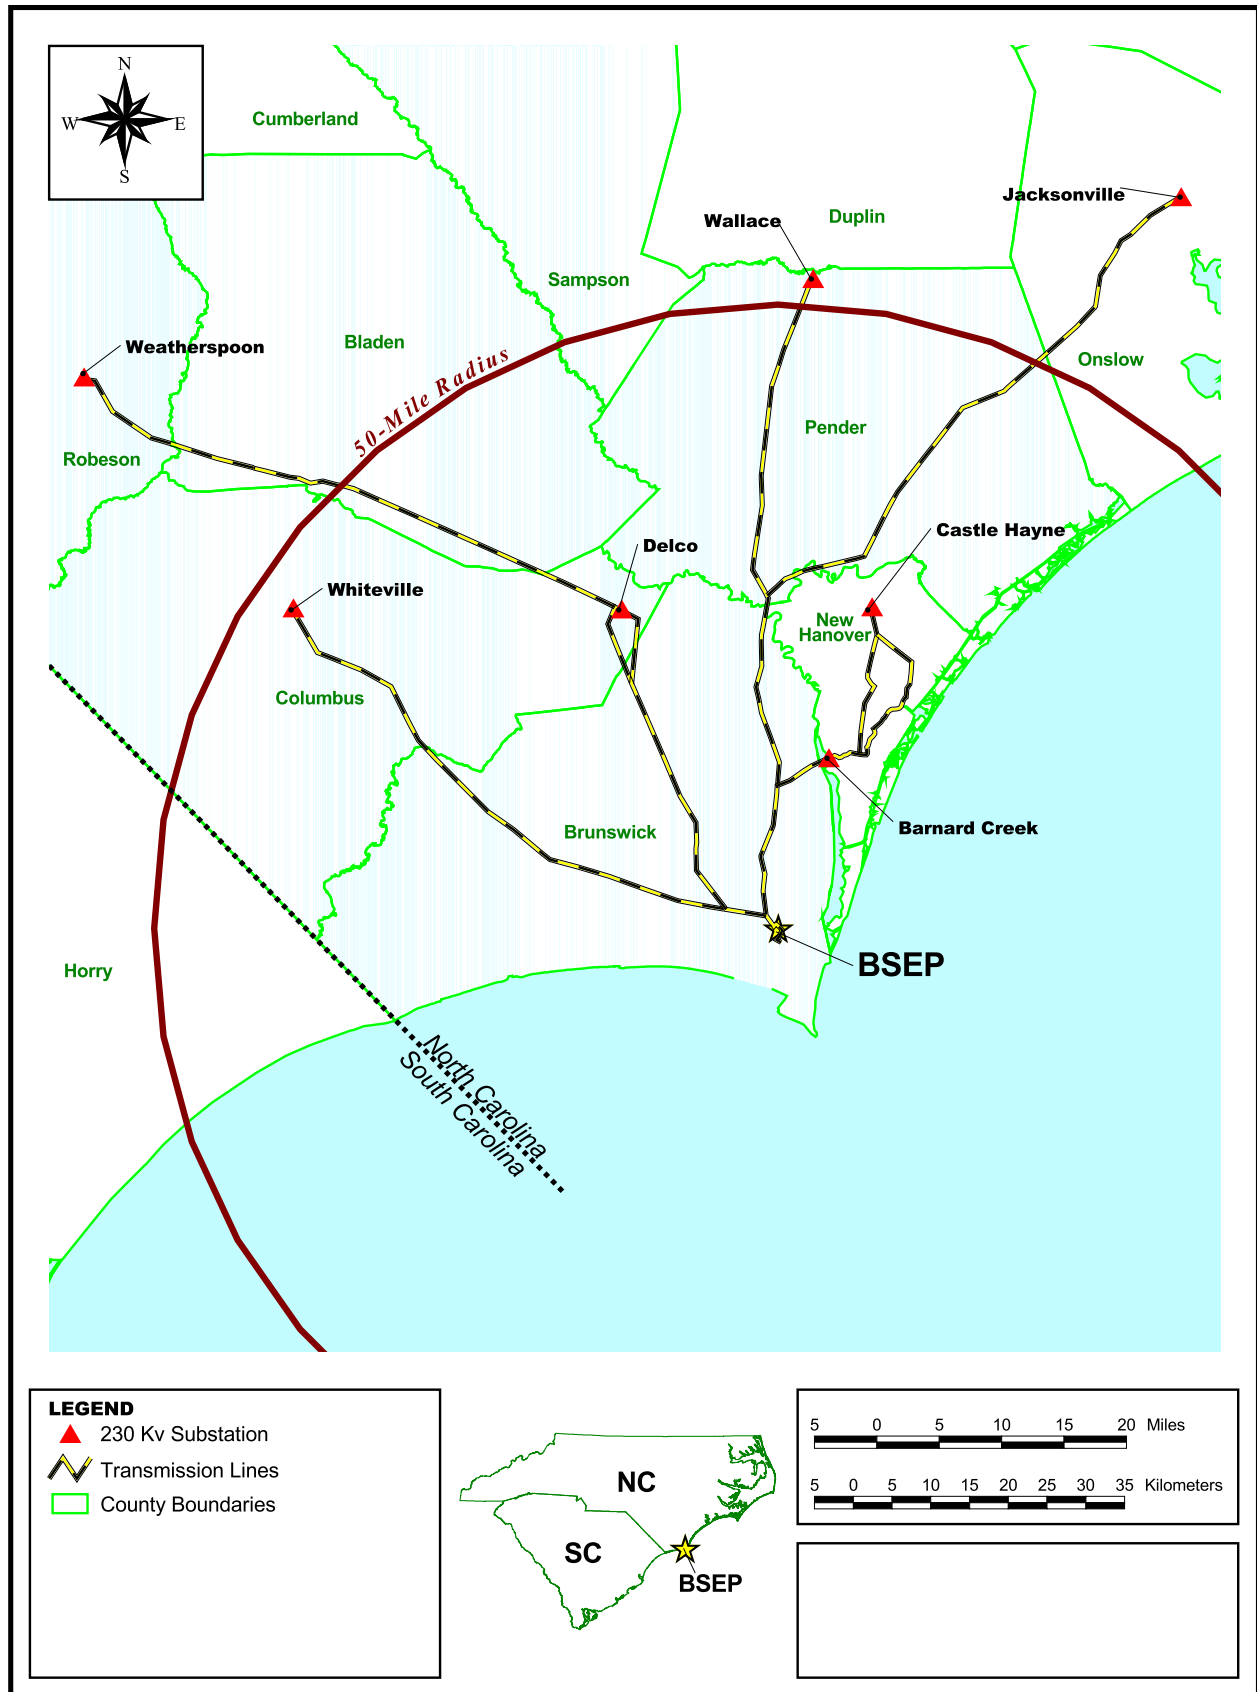 N
W E
S
Cumberland
Jacksonville
Wallace
Duplin
Sampson
Bladen
Weatherspoon
50-Mile Radius
Onslow
Pender
Robeson
Castle Hayne
Delco
Whiteville
New
Hanover
Columbus
Brunswick
Barnard Creek
BSEP
Horry
North Carolina
South Carolina
LEGEND
230 Kv Substation
Transmission Lines
County Boundaries
NC
SC
BSEP
5 0 5 10 15 20 Miles
5 0 5 10 15 20 25 30 35 Kilometers